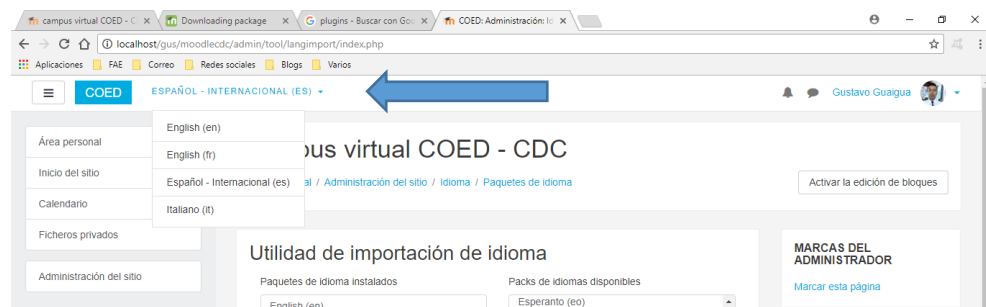 campus virtual COED - C
Downloading package
plugins - Buscar con Goo
COED: Administración: Id
localhost/gus/moodlecdc/admin/tool/langimport/index.php
Aplicaciones FAE Correo Redes sociales Blogs Varios
COED ESPAÑOL - INTERNACIONAL (ES) Gustavo Guaigua
English (en)
English (fr)
Español - Internacional (es)
Italiano (it)
Área personal
Inicio del sitio
Calendario
Ficheros privados
Administración del sitio
pus virtual COED - CDC
al / Administración del sitio / Idioma / Paquetes de idioma
Activar la edición de bloques
Utilidad de importación de idioma
Paquetes de idioma instalados
English (en)
Packs de idiomas disponibles
Esperanto (eo)
MARCAS DEL
ADMINISTRADOR
Marcar esta página